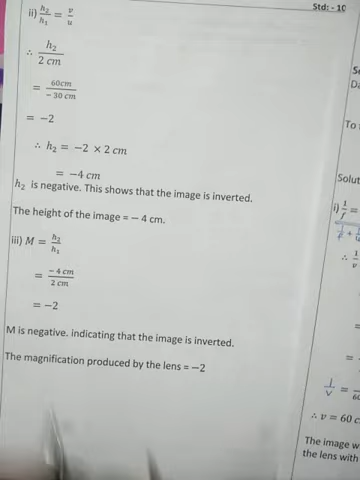 Std: - 10
ii) h₂/h₁ = v/u
∴ h₂/2 cm
= 60cm/−30 cm
= −2
∴ h₂ = −2 × 2 cm
= −4 cm
h₂ is negative. This shows that the image is inverted.
The height of the image = − 4 cm.
iii) M = h₂/h₁
= −4 cm/2 cm
= −2
M is negative. indicating that the image is inverted.
The magnification produced by the lens = −2
To
Solut
i) 1/f =
∴ 1/v
=
=
1/v =
∴ v = 60 c
The image w
the lens with